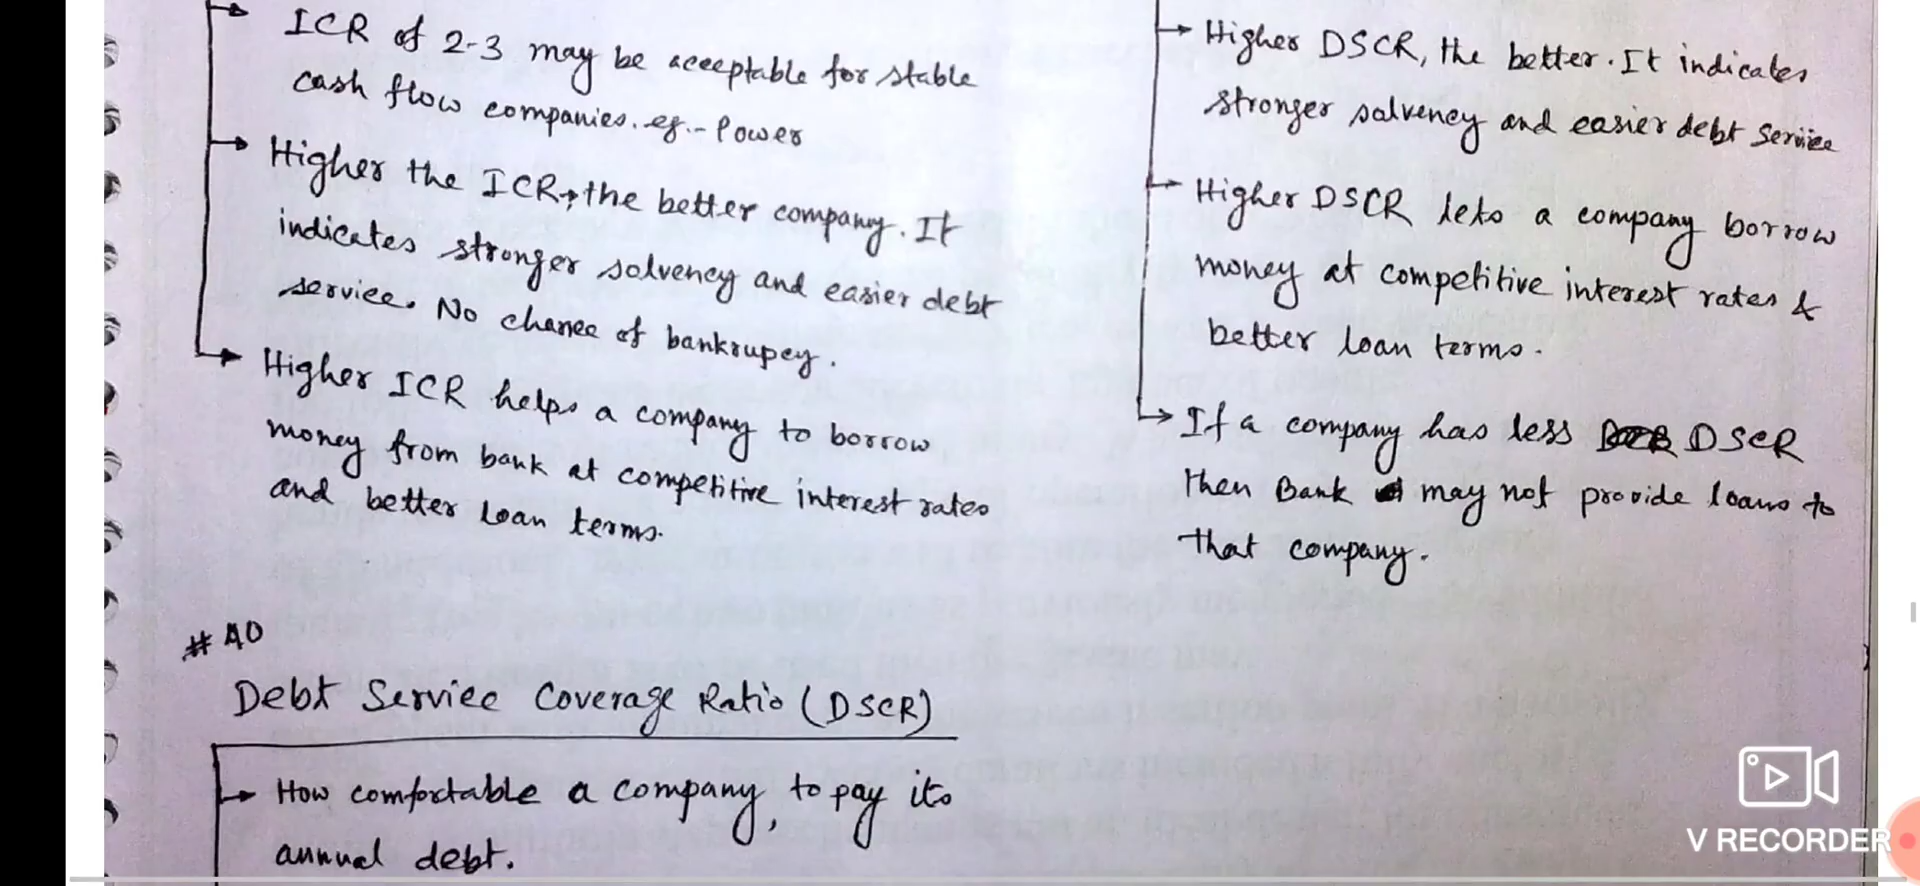 ICR of 2-3 may be acceptable for stable
cash flow companies. eg.- Power
Higher the ICR, the better company. It
indicates stronger solvency and easier debt
service. No chance of bankrupcy.
Higher ICR helps a company to borrow
money from bank at competitive interest rates
and better loan terms.
# 40
Debt Service Coverage Ratio (DSCR)
How comfortable a company, to pay its
annual debt.
Higher DSCR, the better. It indicates
stronger solvency and easier debt service
Higher DSCR lets a company borrow
money at competitive interest rates &
better loan terms.
If a company has less DSCR
then Bank may not provide loans to
that company.
V RECORDER